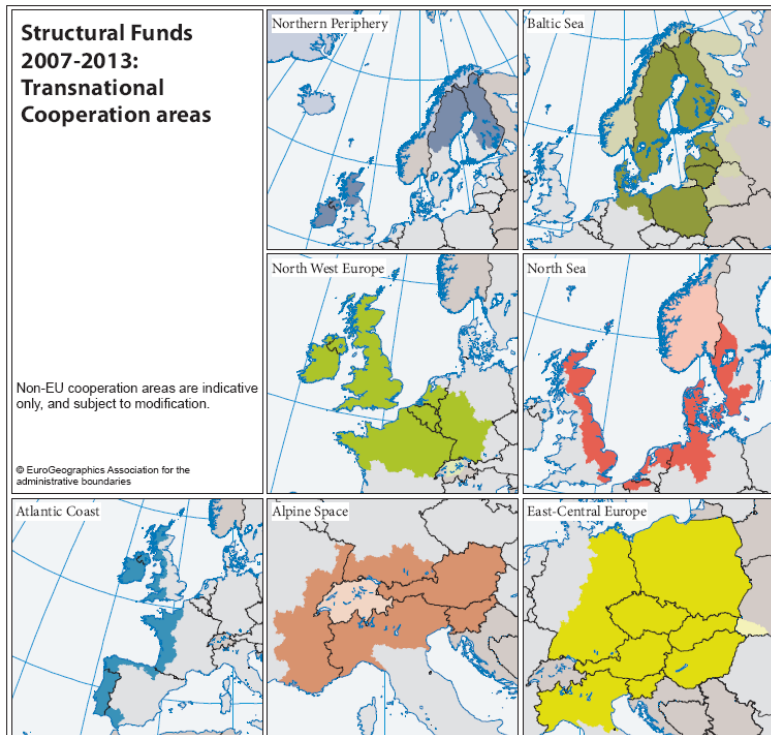 Structural Funds
2007-2013:
Transnational
Cooperation areas
Non-EU cooperation areas are indicative
only, and subject to modification.
© EuroGeographics Association for the
administrative boundaries
Northern Periphery
Baltic Sea
North West Europe
North Sea
Atlantic Coast
Alpine Space
East-Central Europe